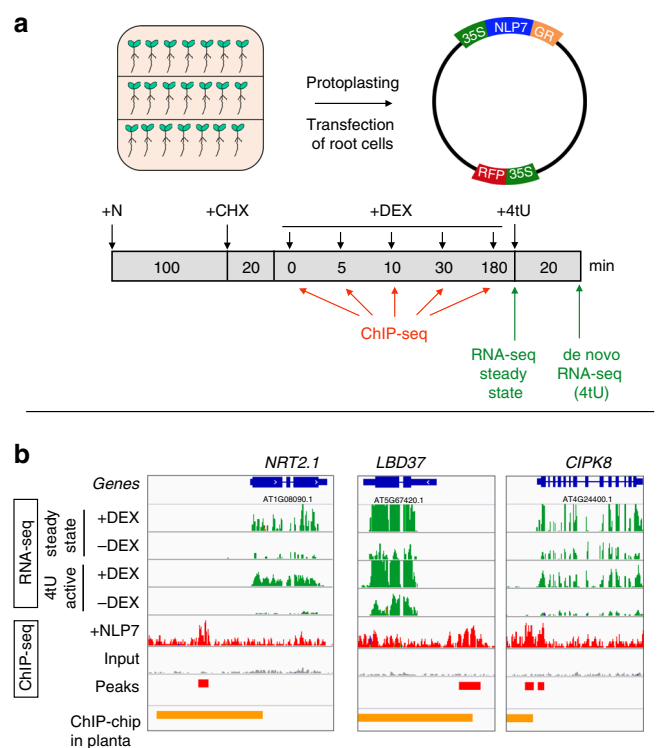 a
35S NLP7 GR
Protoplasting
Transfection
of root cells
RFP 35S
+N +CHX +DEX +4tU
100 20 0 5 10 30 180 20 min
ChIP-seq
RNA-seq
steady
state
de novo
RNA-seq
(4tU)
b
NRT2.1 LBD37 CIPK8
Genes
AT1G08090.1 AT5G67420.1 AT4G24400.1
RNA-seq
steady
state
+DEX
–DEX
4tU
active
+DEX
–DEX
ChIP-seq
+NLP7
Input
Peaks
ChIP-chip
in planta